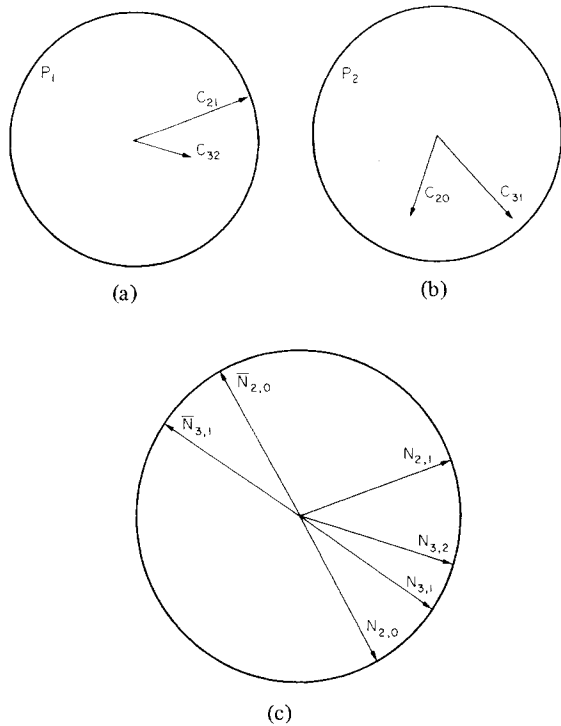 P₁
C₂₁
C₃₂
(a)
P₂
C₂₀
C₃₁
(b)
N̅₂,₀
N̅₃,₁
N₂,₁
N₃,₂
N₃,₁
N₂,₀
(c)